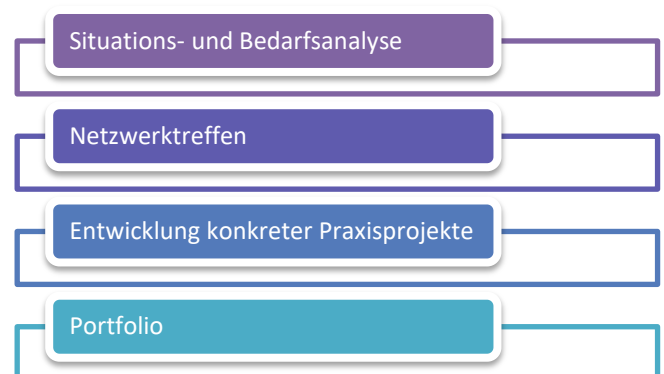 Situations- und Bedarfsanalyse
Netzwerktreffen
Entwicklung konkreter Praxisprojekte
Portfolio